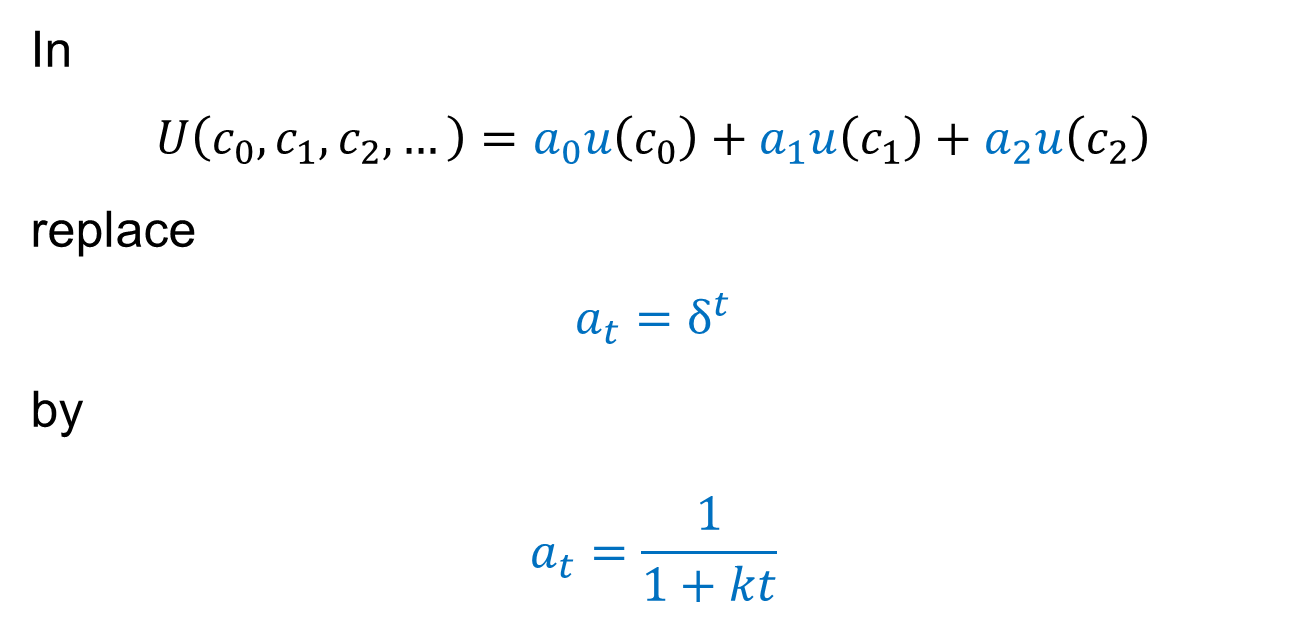 In
U(c₀, c₁, c₂, … ) = a₀u(c₀) + a₁u(c₁) + a₂u(c₂)
replace
aₜ = δᵗ
by
aₜ = 1 / (1 + kt)